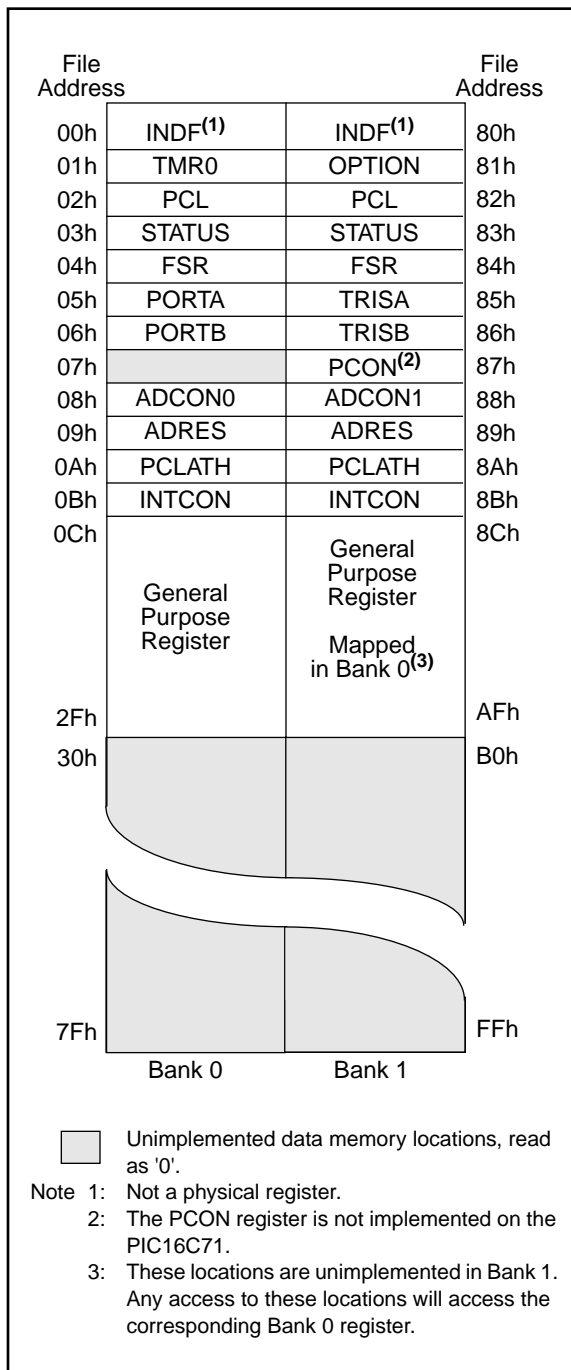 File Address File Address
00h INDF(1) INDF(1) 80h
01h TMR0 OPTION 81h
02h PCL PCL 82h
03h STATUS STATUS 83h
04h FSR FSR 84h
05h PORTA TRISA 85h
06h PORTB TRISB 86h
07h PCON(2) 87h
08h ADCON0 ADCON1 88h
09h ADRES ADRES 89h
0Ah PCLATH PCLATH 8Ah
0Bh INTCON INTCON 8Bh
0Ch 8Ch
General
Purpose
Register
General
Purpose
Register
Mapped
in Bank 0(3)
2Fh AFh
30h B0h
7Fh FFh
Bank 0 Bank 1
Unimplemented data memory locations, read
as '0'.
Note 1: Not a physical register.
2: The PCON register is not implemented on the
PIC16C71.
3: These locations are unimplemented in Bank 1.
Any access to these locations will access the
corresponding Bank 0 register.